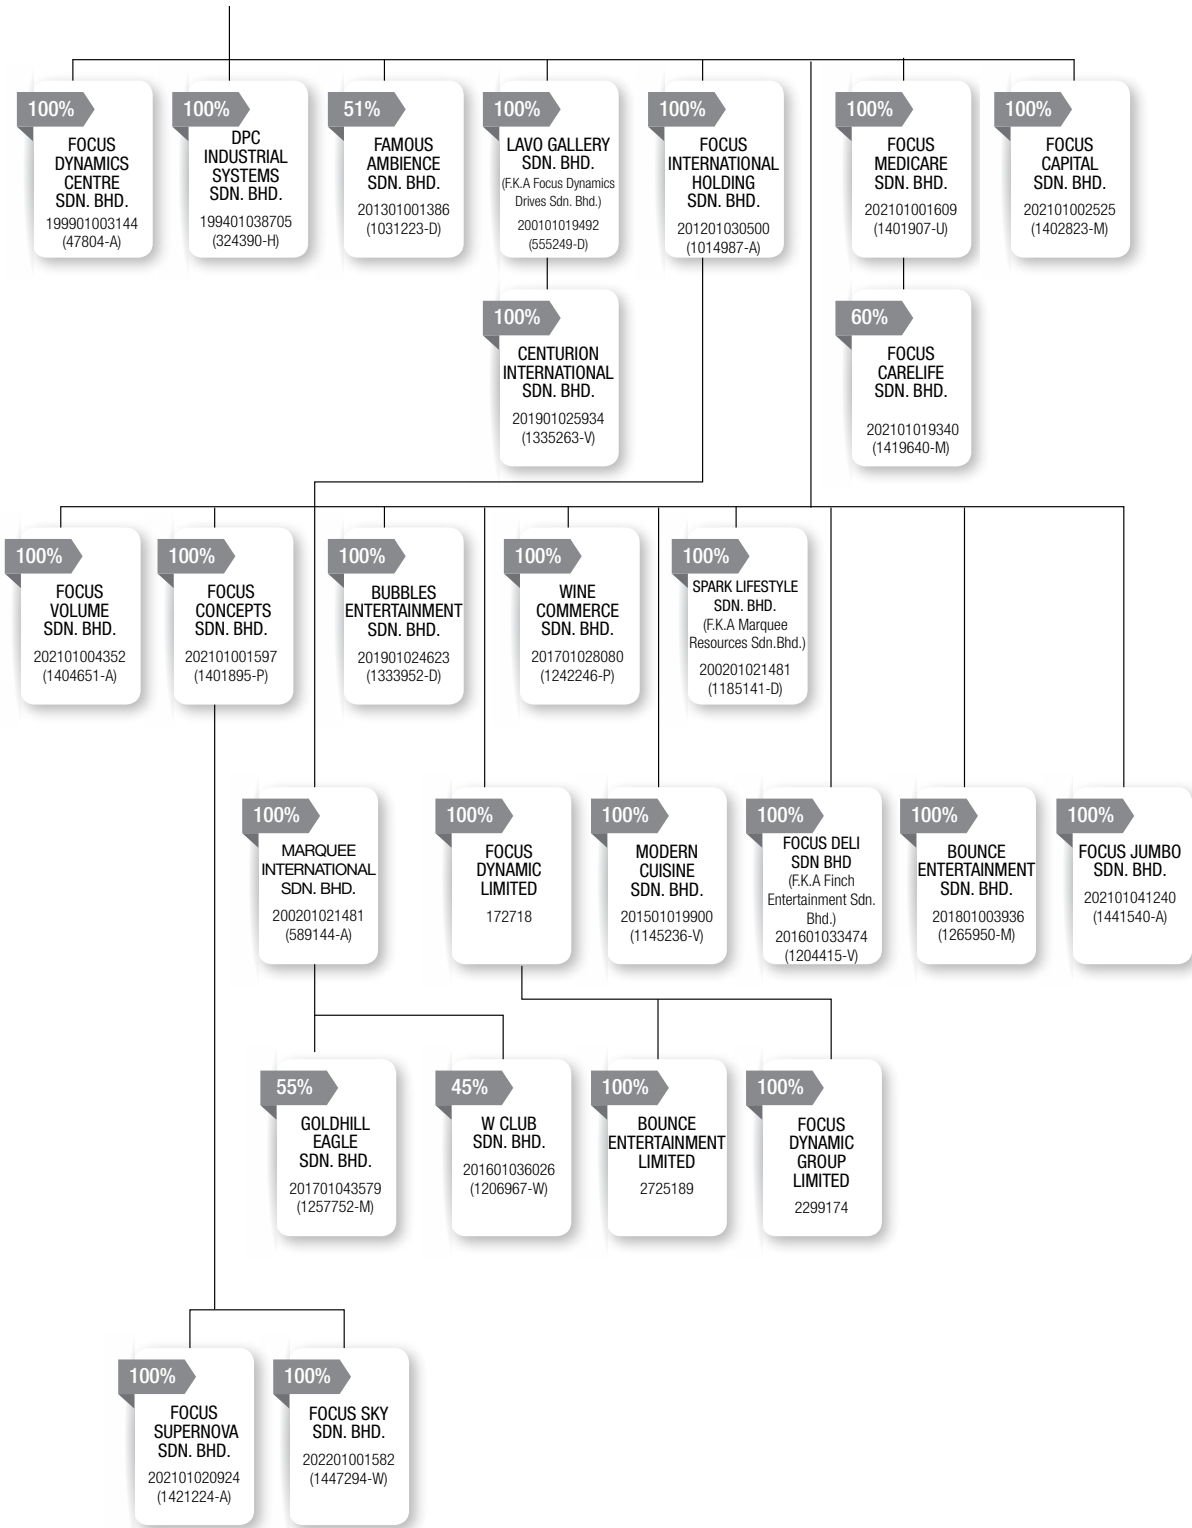 100%
FOCUS
DYNAMICS
CENTRE
SDN. BHD.
199901003144
(47804-A)
100%
DPC
INDUSTRIAL
SYSTEMS
SDN. BHD.
199401038705
(324390-H)
51%
FAMOUS
AMBIENCE
SDN. BHD.
201301001386
(1031223-D)
100%
LAVO GALLERY
SDN. BHD.
(F.K.A Focus Dynamics
Drives Sdn. Bhd.)
200101019492
(555249-D)
100%
FOCUS
INTERNATIONAL
HOLDING
SDN. BHD.
201201030500
(1014987-A)
100%
FOCUS
MEDICARE
SDN. BHD.
202101001609
(1401907-U)
100%
FOCUS
CAPITAL
SDN. BHD.
202101002525
(1402823-M)
100%
CENTURION
INTERNATIONAL
SDN. BHD.
201901025934
(1335263-V)
60%
FOCUS
CARELIFE
SDN. BHD.
202101019340
(1419640-M)
100%
FOCUS
VOLUME
SDN. BHD.
202101004352
(1404651-A)
100%
FOCUS
CONCEPTS
SDN. BHD.
202101001597
(1401895-P)
100%
BUBBLES
ENTERTAINMENT
SDN. BHD.
201901024623
(1333952-D)
100%
WINE
COMMERCE
SDN. BHD.
201701028080
(1242246-P)
100%
SPARK LIFESTYLE
SDN. BHD.
(F.K.A Marquee
Resources Sdn.Bhd.)
200201021481
(1185141-D)
100%
MARQUEE
INTERNATIONAL
SDN. BHD.
200201021481
(589144-A)
100%
FOCUS
DYNAMIC
LIMITED
172718
100%
MODERN
CUISINE
SDN. BHD.
201501019900
(1145236-V)
100%
FOCUS DELI
SDN BHD
(F.K.A Finch
Entertainment Sdn.
Bhd.)
201601033474
(1204415-V)
100%
BOUNCE
ENTERTAINMENT
SDN. BHD.
201801003936
(1265950-M)
100%
FOCUS JUMBO
SDN. BHD.
202101041240
(1441540-A)
55%
GOLDHILL
EAGLE
SDN. BHD.
201701043579
(1257752-M)
45%
W CLUB
SDN. BHD.
201601036026
(1206967-W)
100%
BOUNCE
ENTERTAINMENT
LIMITED
2725189
100%
FOCUS
DYNAMIC
GROUP
LIMITED
2299174
100%
FOCUS
SUPERNOVA
SDN. BHD.
202101020924
(1421224-A)
100%
FOCUS SKY
SDN. BHD.
202201001582
(1447294-W)